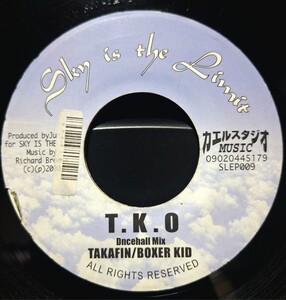 Sky is the Limit
Produced by Ju
for SKY IS THE
Music by
Richard Br
(c)(p)20
カエルスタジオ
MUSIC
09020445179
SLEP009
T.K.O
Dncehall Mix
TAKAFIN/BOXER KID
ALL RIGHTS RESERVED